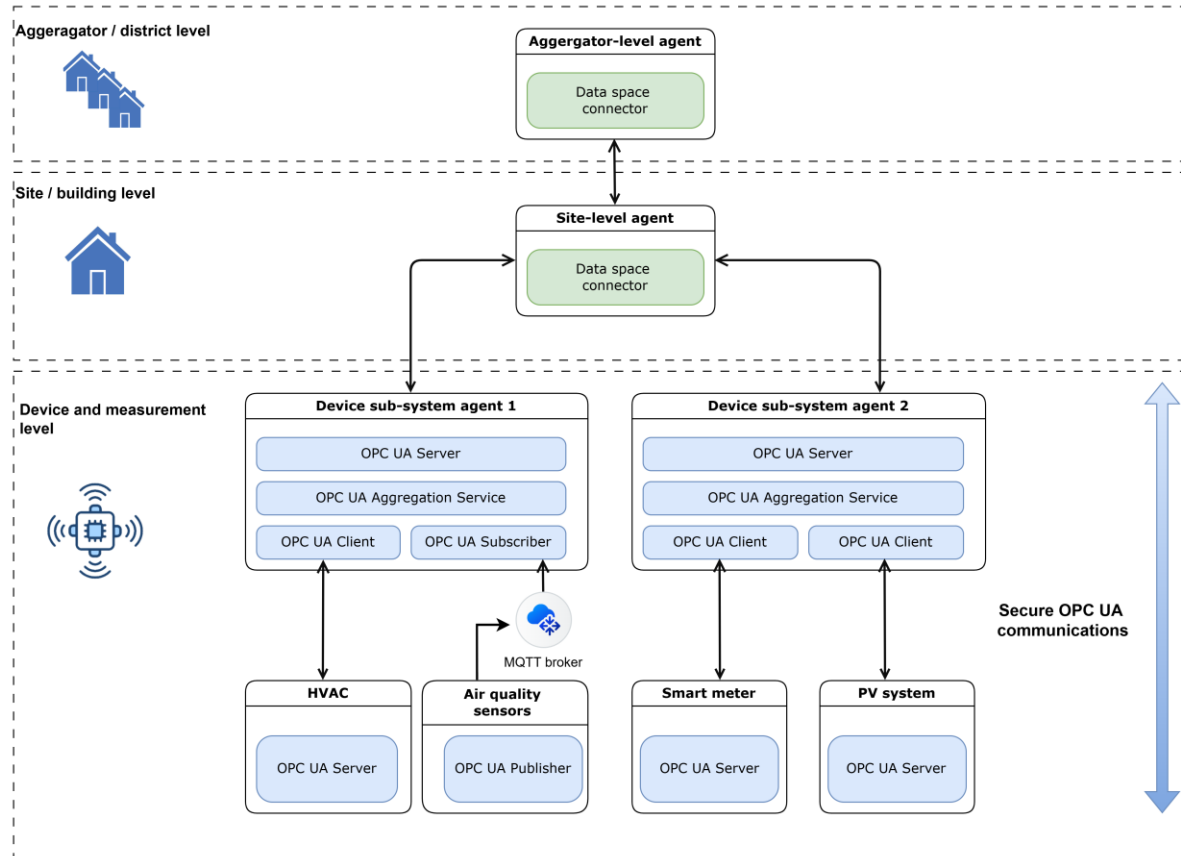 Aggeragator / district level
Aggergator-level agent
Data space
connector
Site / building level
Site-level agent
Data space
connector
Device and measurement
level
Device sub-system agent 1
OPC UA Server
OPC UA Aggregation Service
OPC UA Client
OPC UA Subscriber
Device sub-system agent 2
OPC UA Server
OPC UA Aggregation Service
OPC UA Client
OPC UA Client
MQTT broker
Secure OPC UA
communications
HVAC
OPC UA Server
Air quality
sensors
OPC UA Publisher
Smart meter
OPC UA Server
PV system
OPC UA Server